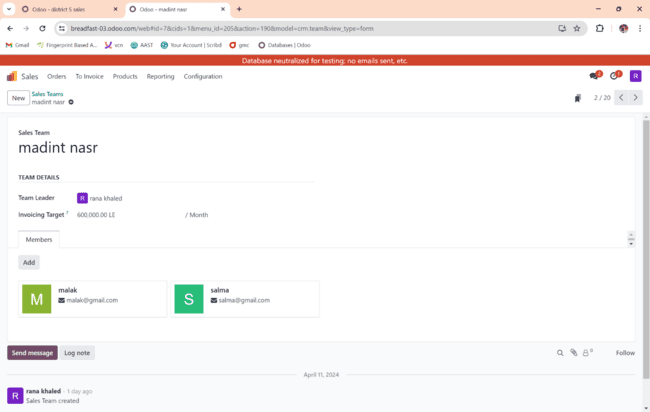 Odoo - district 5 sales
Odoo - madint nasr
breadfast-03.odoo.com/web#id=7&cids=1&menu_id=205&action=190&model=crm.team&view_type=form
Gmail
Fingerprint Based A...
vcn
AAST
Your Account | Scribd
gmc
Databases | Odoo
Database neutralized for testing: no emails sent, etc.
Sales
Orders
To Invoice
Products
Reporting
Configuration
R
New
Sales Teams
madint nasr
2 / 20
Sales Team
madint nasr
TEAM DETAILS
Team Leader
R rana khaled
Invoicing Target ?
600,000.00 LE
/ Month
Members
Add
M
malak
malak@gmail.com
S
salma
salma@gmail.com
Send message
Log note
0
Follow
April 11, 2024
R
rana khaled - 1 day ago
Sales Team created